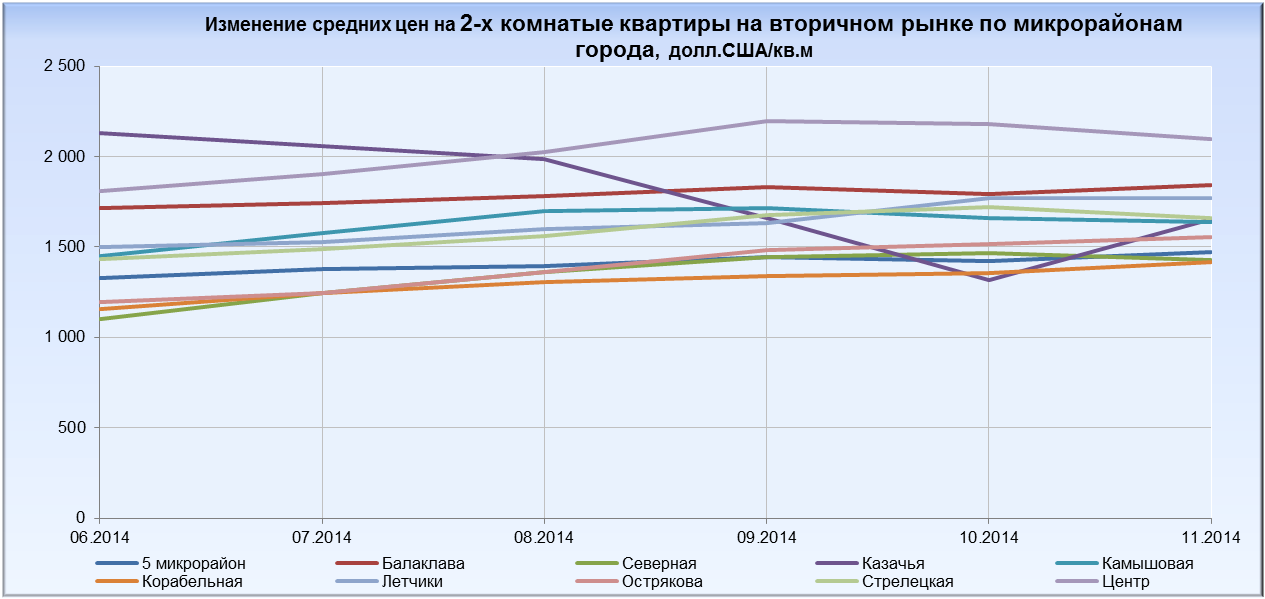 Изменение средних цен на 2-х комнатые квартиры на вторичном рынке по микрорайонам
города, долл.США/кв.м
2 500
2 000
1 500
1 000
500
0
06.2014 07.2014 08.2014 09.2014 10.2014 11.2014
5 микрорайон Балаклава Северная Казачья Камышовая
Корабельная Летчики Острякова Стрелецкая Центр